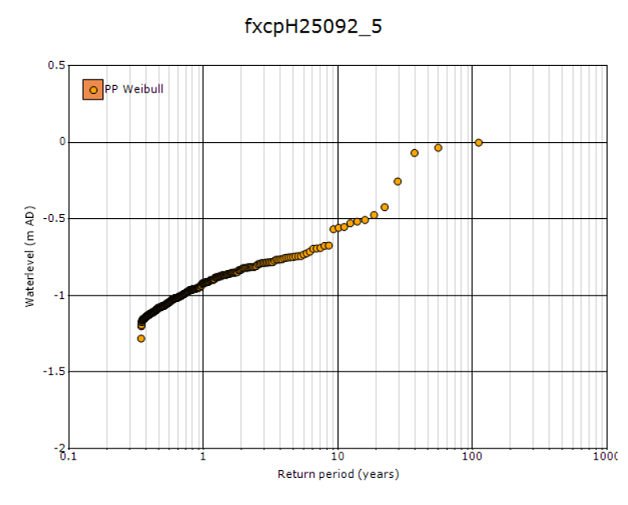 fxcpH25092_5
0.5
PP Weibull
0
-0.5
-1
-1.5
-2
Waterlevel (m AD)
0.1 1 10 100 1000
Return period (years)